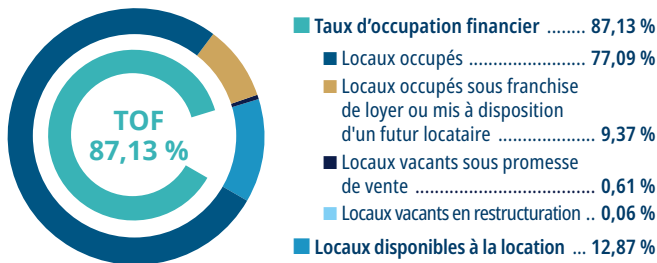 TOF
87,13 %
Taux d'occupation financier ........ 87,13 %
Locaux occupés ...................... 77,09 %
Locaux occupés sous franchise
de loyer ou mis à disposition
d'un futur locataire .................... 9,37 %
Locaux vacants sous promesse
de vente ..................................... 0,61 %
Locaux vacants en restructuration .. 0,06 %
Locaux disponibles à la location ... 12,87 %